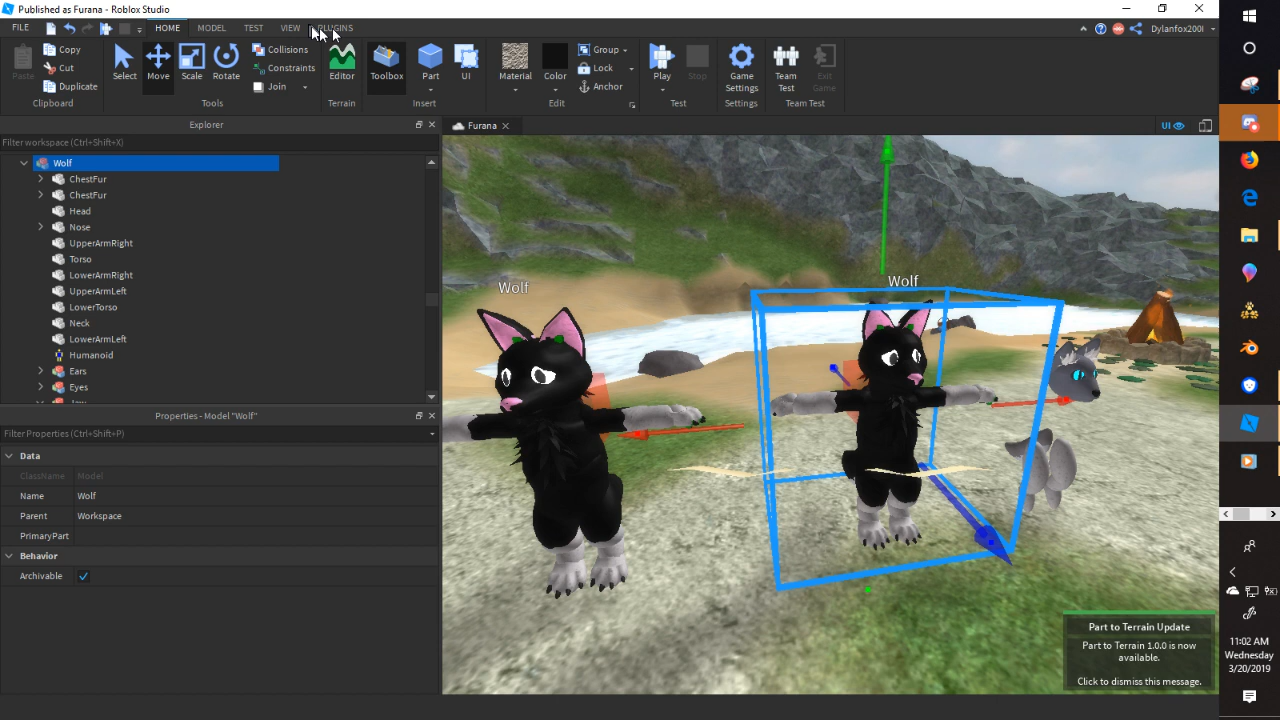 Published as Furana - Roblox Studio
FILE HOME MODEL TEST VIEW PLUGINS Dylanfox200l
Paste Copy Cut Duplicate
Clipboard
Select Move Scale Rotate Collisions Constraints Join
Tools
Editor
Terrain
Toolbox Part UI
Insert
Material Color Group Lock Anchor
Edit
Play Stop
Test
Game Settings
Settings
Team Test Exit Game
Team Test
Explorer
Filter workspace (Ctrl+Shift+X)
Wolf
ChestFur
ChestFur
Head
Nose
UpperArmRight
Torso
LowerArmRight
UpperArmLeft
LowerTorso
Neck
LowerArmLeft
Humanoid
Ears
Eyes
Properties - Model "Wolf"
Filter Properties (Ctrl+Shift+P)
Data
ClassName Model
Name Wolf
Parent Workspace
PrimaryPart
Behavior
Archivable
Furana
UI
Wolf
Wolf
Part to Terrain Update
Part to Terrain 1.0.0 is now
available.
Click to dismiss this message.
11:02 AM
Wednesday
3/20/2019